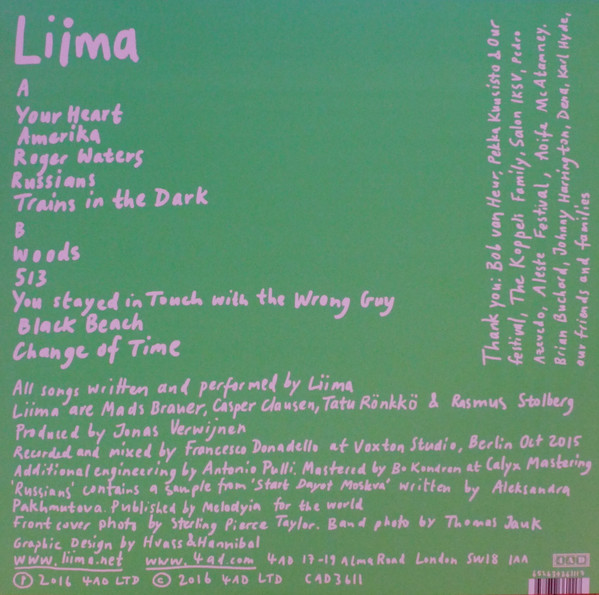 Liima
A
Your Heart
Amerika
Roger Waters
Russians
Trains in the Dark
B
Woods
513
You stayed in Touch with the Wrong Guy
Black Beach
Change of Time
All songs written and performed by Liima
Liima are Mads Brauer, Casper Clausen, Tatu Rönkkö & Rasmus Stolberg
Produced by Jonas Verwijnen
Recorded and mixed by Francesco Donadello at Voxton Studio, Berlin Oct 2015
Additional engineering by Antonio Pulli. Mastered by Bo Kondren at Calyx Mastering
'Russians' contains a sample from 'Start Dayot Moskva' written by Aleksandra
Pakhmutova. Published by Melodyia for the world
Front cover photo by Sterling Pierce Taylor. Band photo by Thomas Jauk
Graphic Design by Hvass&Hannibal
www.liima.net www.4ad.com 4AD 17-19 Alma Road London SW18 1AA
Ⓟ 2016 4AD LTD © 2016 4AD LTD CAD3611
Thank you: Bob van Heur, Pekka Kuusisto & Our
festival, The Koppeli Family, Salon IKSV, Pedro
Azevedo, Aleste Festival, Aoife McAtamney.
Brian Buchard, Johnny Harrington, Dena, Karl Hyde,
our friends and families
4AD